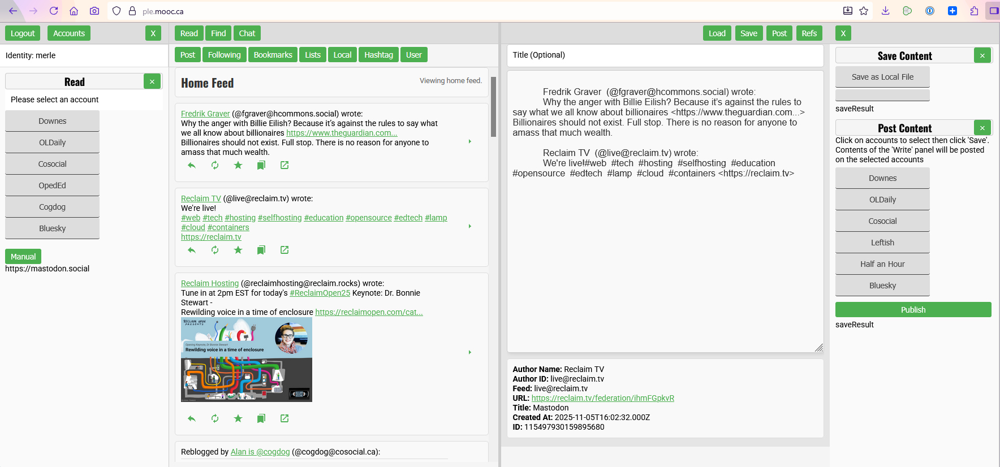 ple.mooc.ca
Logout Accounts X
Identity: merle
Read ×
Please select an account
Downes
OLDaily
Cosocial
OpedEd
Cogdog
Bluesky
Manual
https://mastodon.social
Read Find Chat
Post Following Bookmarks Lists Local Hashtag User
Home Feed Viewing home feed.
Fredrik Graver (@fgraver@hcommons.social) wrote:
Why the anger with Billie Eilish? Because it’s against the rules to say what
we all know about billionaires https://www.theguardian.com...
Billionaires should not exist. Full stop. There is no reason for anyone to
amass that much wealth.
Reclaim TV (@live@reclaim.tv) wrote:
We're live!
#web #tech #hosting #selfhosting #education #opensource #edtech #lamp
#cloud #containers
https://reclaim.tv
Reclaim Hosting (@reclaimhosting@reclaim.rocks) wrote:
Tune in at 2pm EST for today's #ReclaimOpen25 Keynote: Dr. Bonnie
Stewart -
Rewilding voice in a time of enclosure https://reclaimopen.com/cat...
RECLAIM OPEN
PRESENTS
Opening Keynote, Dr Bonnie Stewart
Rewilding voice in a time of enclosure
Reblogged by Alan is @cogdog (@cogdog@cosocial.ca):
Load Save Post Refs
Title (Optional)
Fredrik Graver (@fgraver@hcommons.social) wrote:
Why the anger with Billie Eilish? Because it’s against the rules to
say what we all know about billionaires <https://www.theguardian.com...>
Billionaires should not exist. Full stop. There is no reason for anyone to
amass that much wealth.
Reclaim TV (@live@reclaim.tv) wrote:
We're live!#web #tech #hosting #selfhosting #education
#opensource #edtech #lamp #cloud #containers <https://reclaim.tv>
Author Name: Reclaim TV
Author ID: live@reclaim.tv
Feed: live@reclaim.tv
URL: https://reclaim.tv/federation/ihmFGpkvR
Title: Mastodon
Created At: 2025-11-05T16:02:32.000Z
ID: 115497930159895680
X
Save Content ×
Save as Local File
saveResult
Post Content ×
Click on accounts to select then click 'Save'.
Contents of the 'Write' panel will be posted
on the selected accounts
Downes
OLDaily
Cosocial
Leftish
Half an Hour
Bluesky
Publish
saveResult